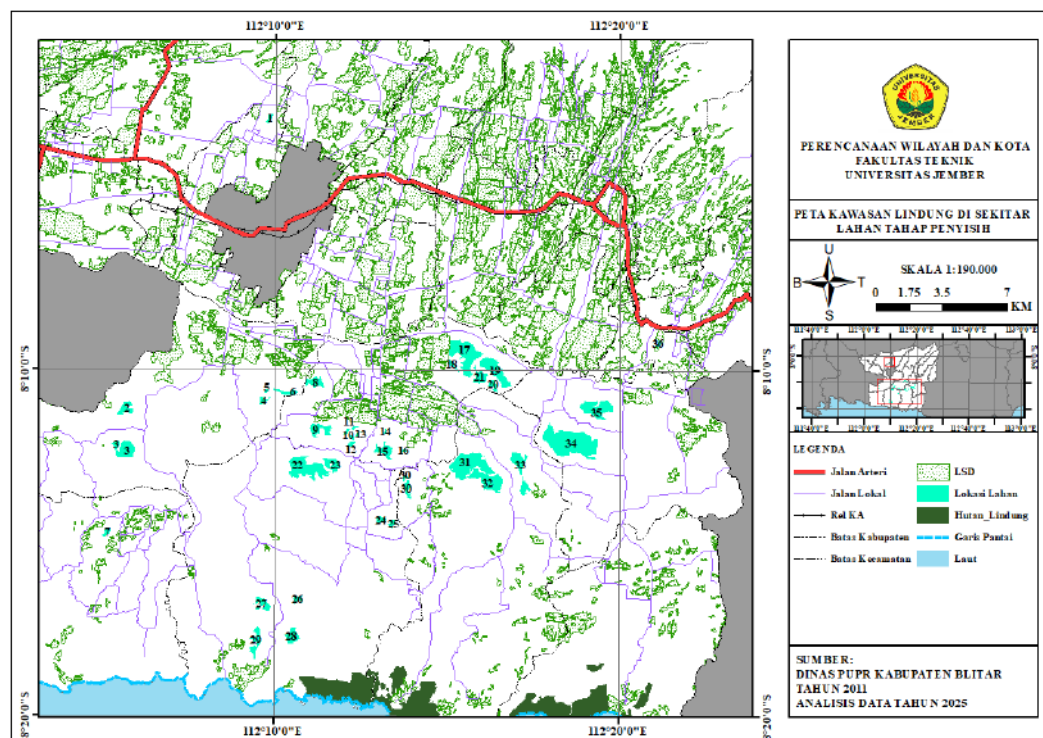 112°10'0"E
112°20'0"E
8°10'0"S
8°20'0"S
8°10'0"S
8°20'0"S
112°10'0"E
112°20'0"E
1
2
3
3
4
5
6
7
8
9
10
11
12
13
14
15
16
17
18
19
20
21
22
23
24
25
26
27
28
29
30
30
31
32
33
34
35
36
UNIVERSITAS
JEMBER
PERENCANAAN WILAYAH DAN KOTA
FAKULTAS TEKNIK
UNIVERSITAS JEMBER
PETA KAWASAN LINDUNG DI SEKITAR
LAHAN TAHAP PENYISIH
U
B
T
S
SKALA 1:190.000
0 1.75 3.5 7
KM
LEGENDA
Jalan Arteri
Jalan Lokal
Rel KA
Batas Kabupaten
Batas Kecamatan
LSD
Lokasi Lahan
Hutan_Lindung
Garis Pantai
Laut
SUMBER:
DINAS PUPR KABUPATEN BLITAR
TAHUN 2011
ANALISIS DATA TAHUN 2025